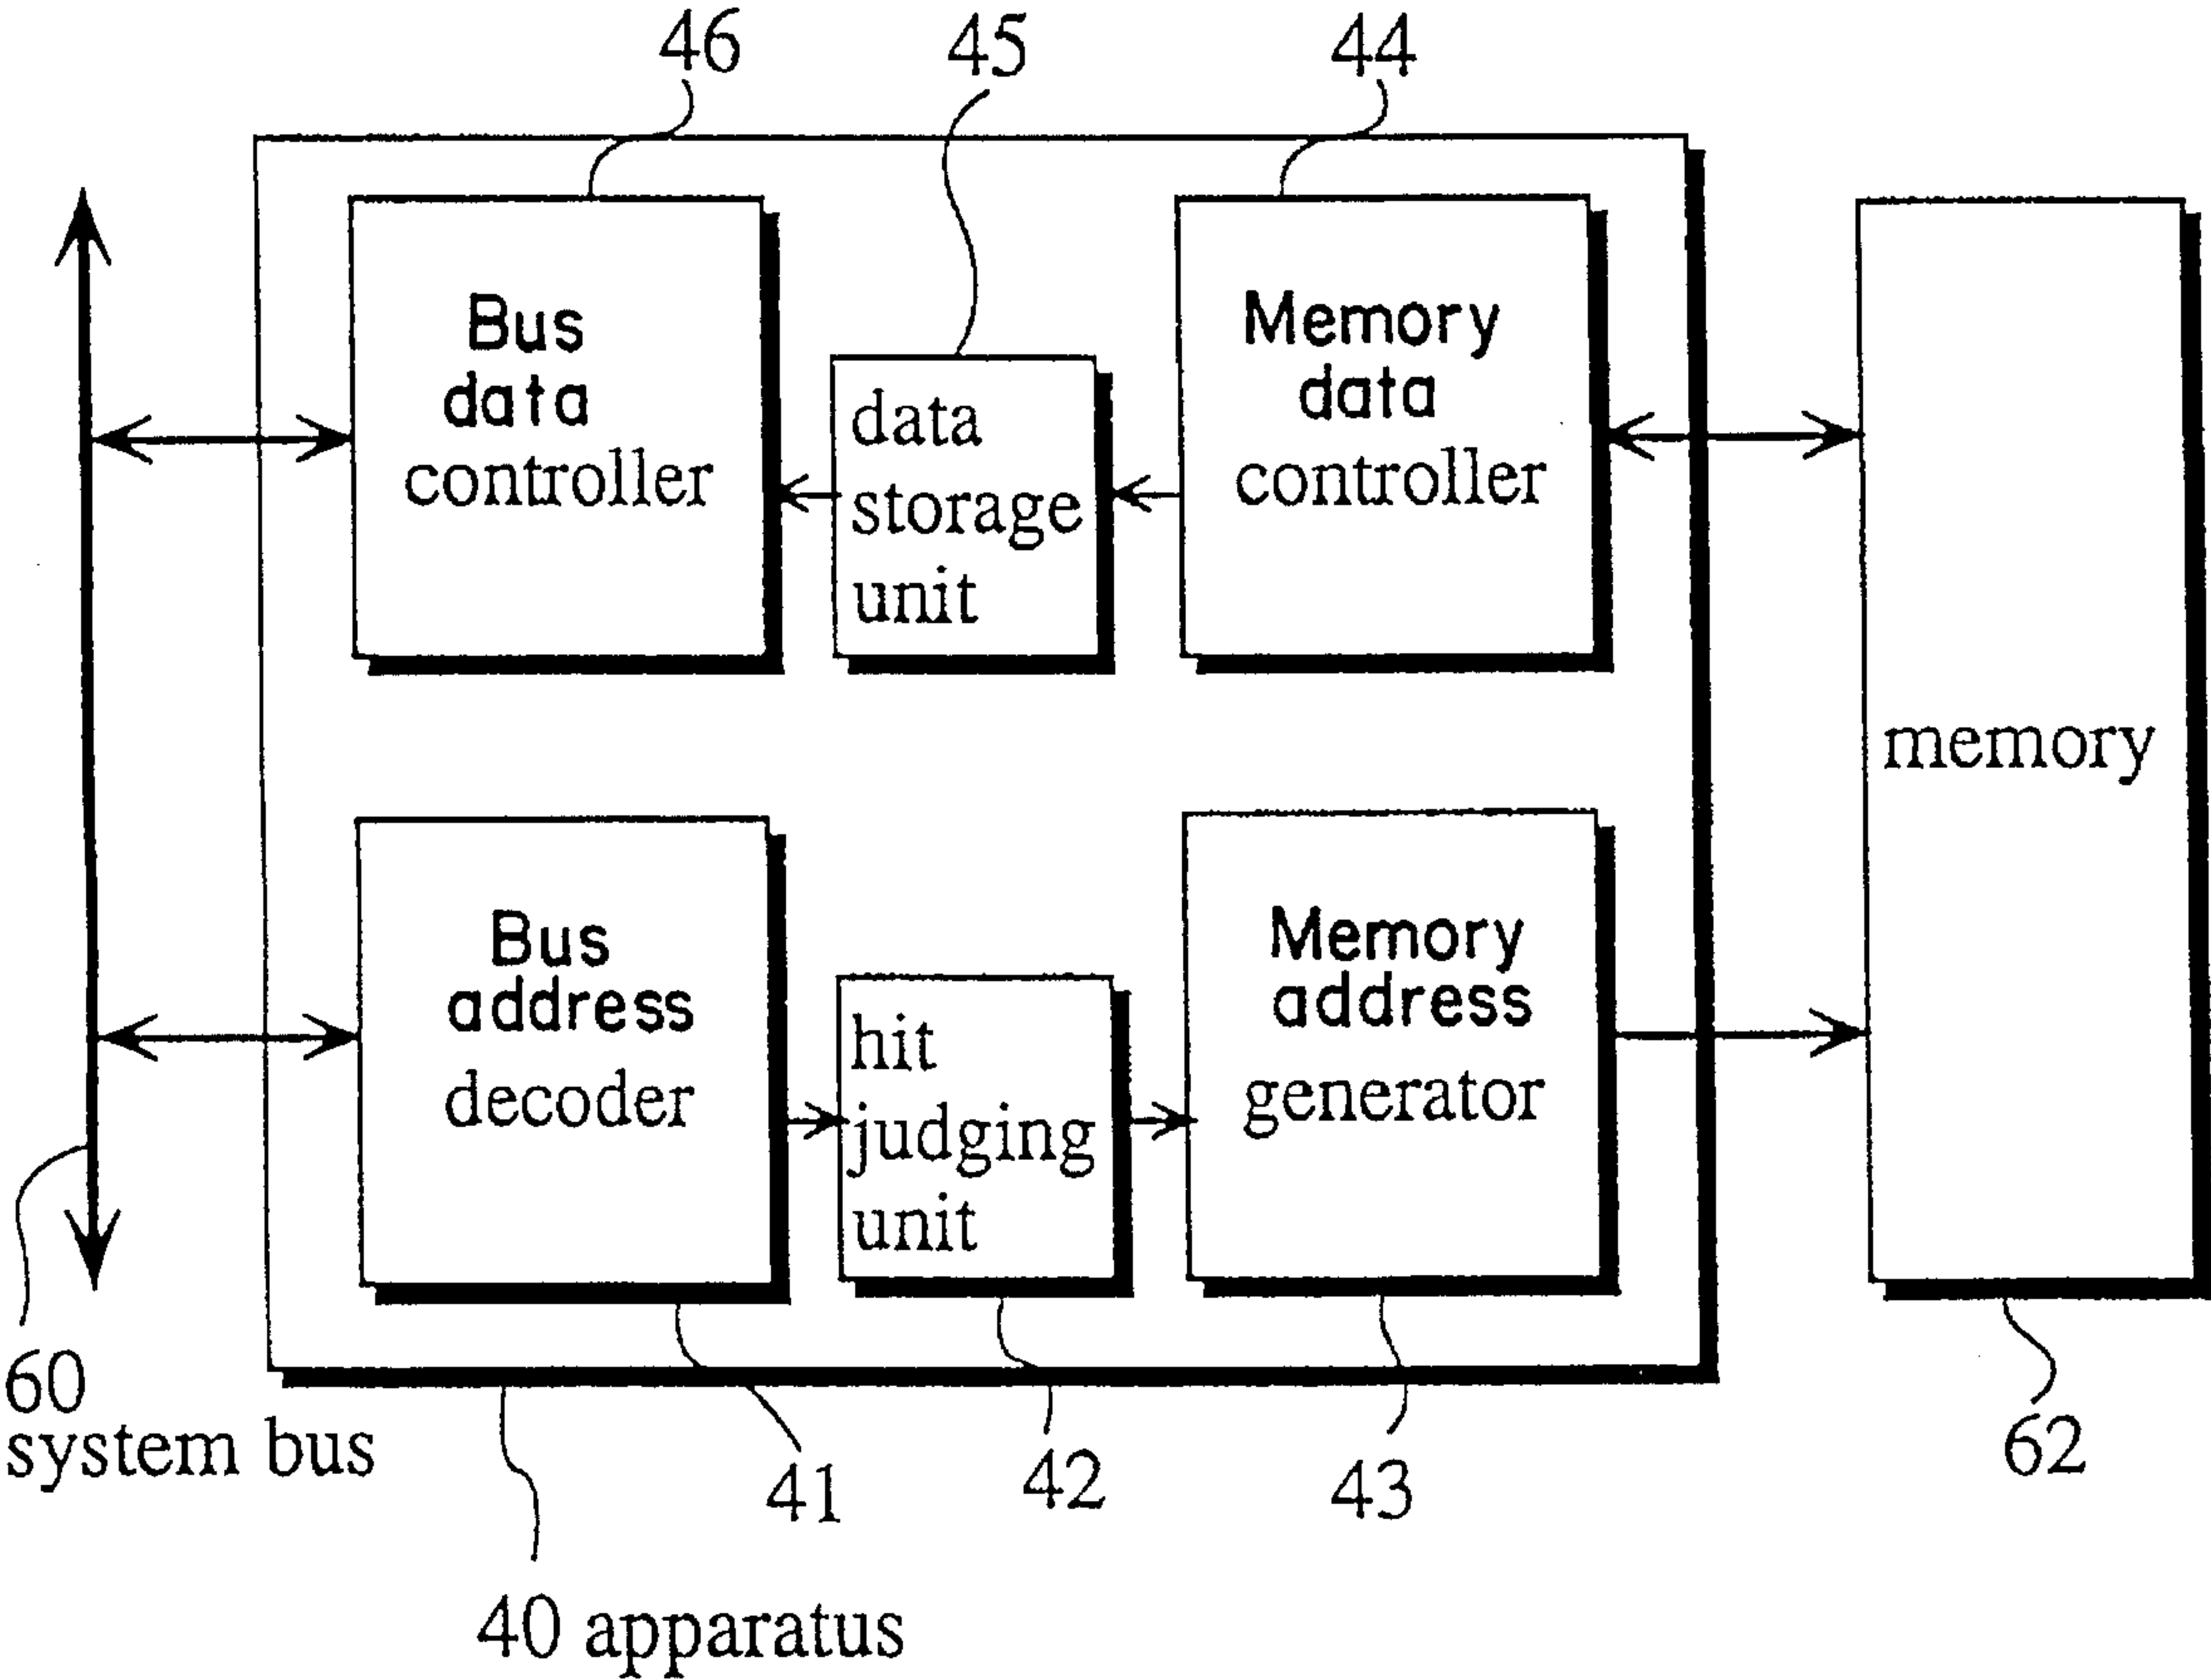 46
45
44
Bus
data
controller
data
storage
unit
Memory
data
controller
memory
Bus
address
decoder
hit
judging
unit
Memory
address
generator
60
system bus
41
42
43
62
40 apparatus